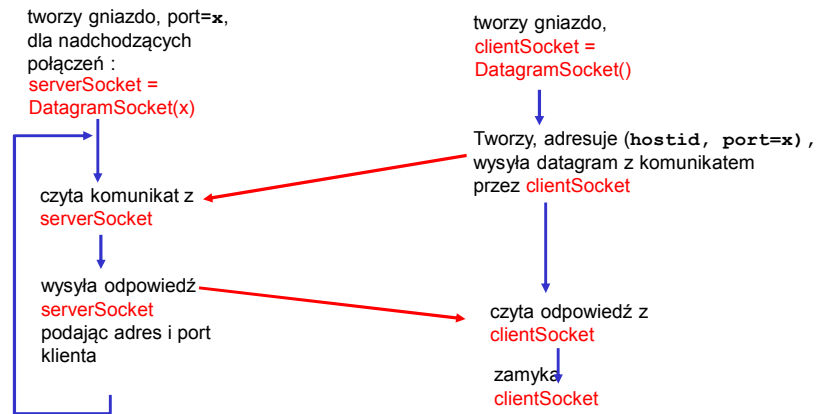 tworzy gniazdo, port=x,
dla nadchodzących
połączeń :
serverSocket =
DatagramSocket(x)
czyta komunikat z
serverSocket
wysyła odpowiedź
serverSocket
podając adres i port
klienta
tworzy gniazdo,
clientSocket =
DatagramSocket()
Tworzy, adresuje (hostid, port=x),
wysyła datagram z komunikatem
przez clientSocket
czyta odpowiedź z
clientSocket
zamyka
clientSocket